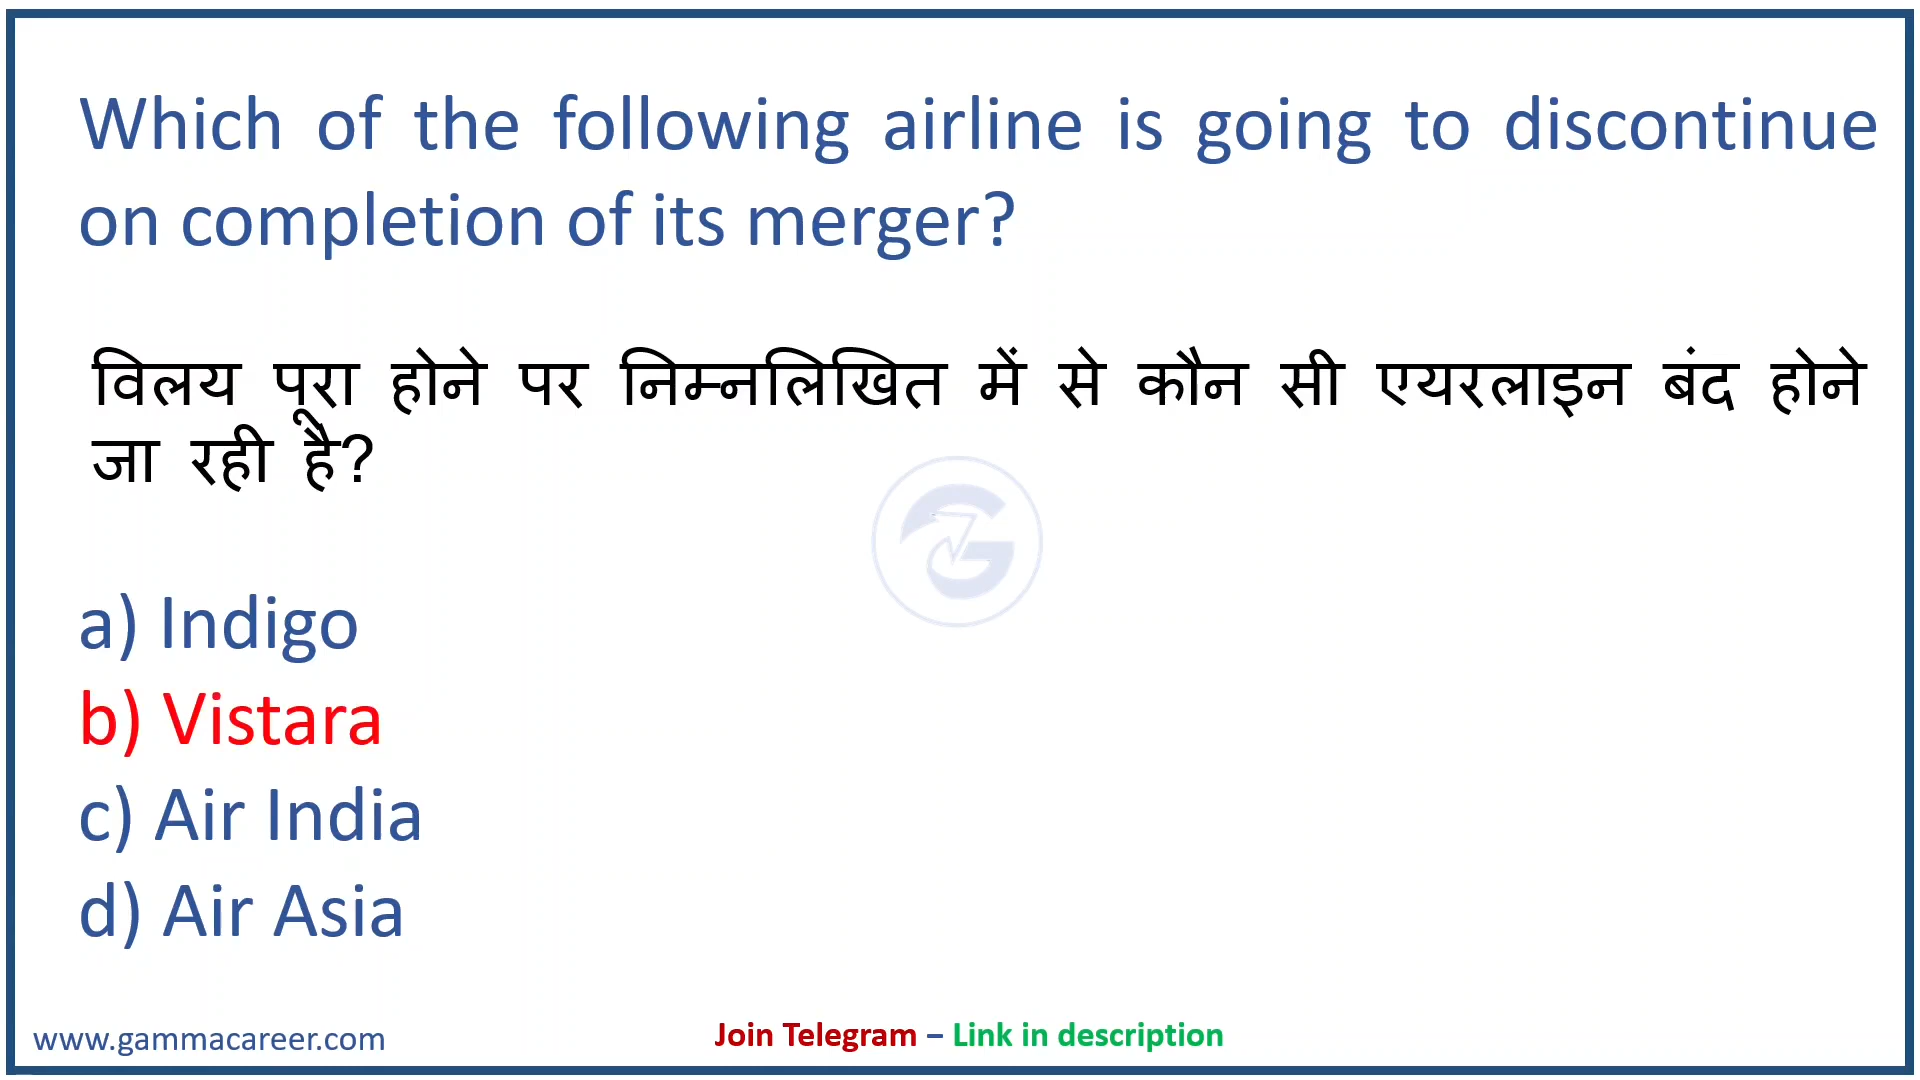 Which of the following airline is going to discontinue
on completion of its merger?
विलय पूरा होने पर निम्नलिखित में से कौन सी एयरलाइन बंद होने
जा रही है?
a) Indigo
b) Vistara
c) Air India
d) Air Asia
www.gammacareer.com
Join Telegram – Link in description